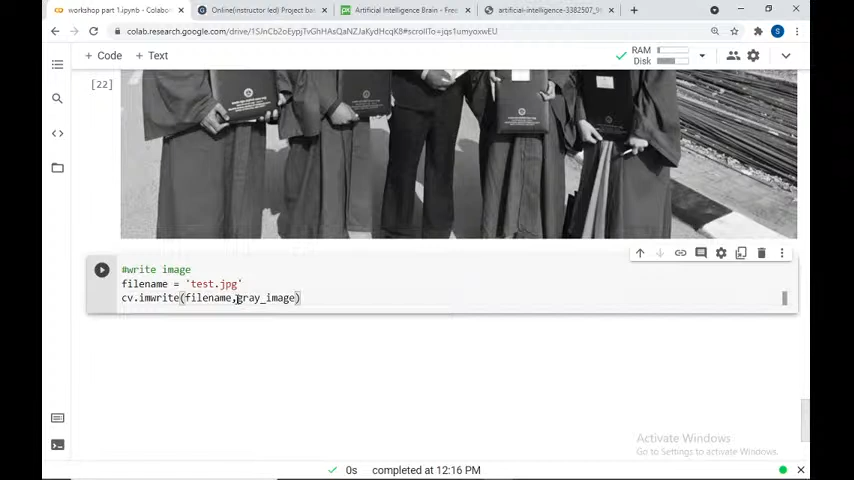 workshop part 1.ipynb - Colabo
Online(instructor led) Project ba
Artificial Intelligence Brain - Free
artificial-intelligence-3382507_9
colab.research.google.com/drive/1SJnCb2oEypjTvGhHAsQaNZJaKydHcqK8#scrollTo=jqs1umyoxwEU
+ Code + Text
RAM
Disk
[22]
#write image
filename = 'test.jpg'
cv.imwrite(filename,gray_image)
Activate Windows
Go to Settings to activate Windows.
0s completed at 12:16 PM